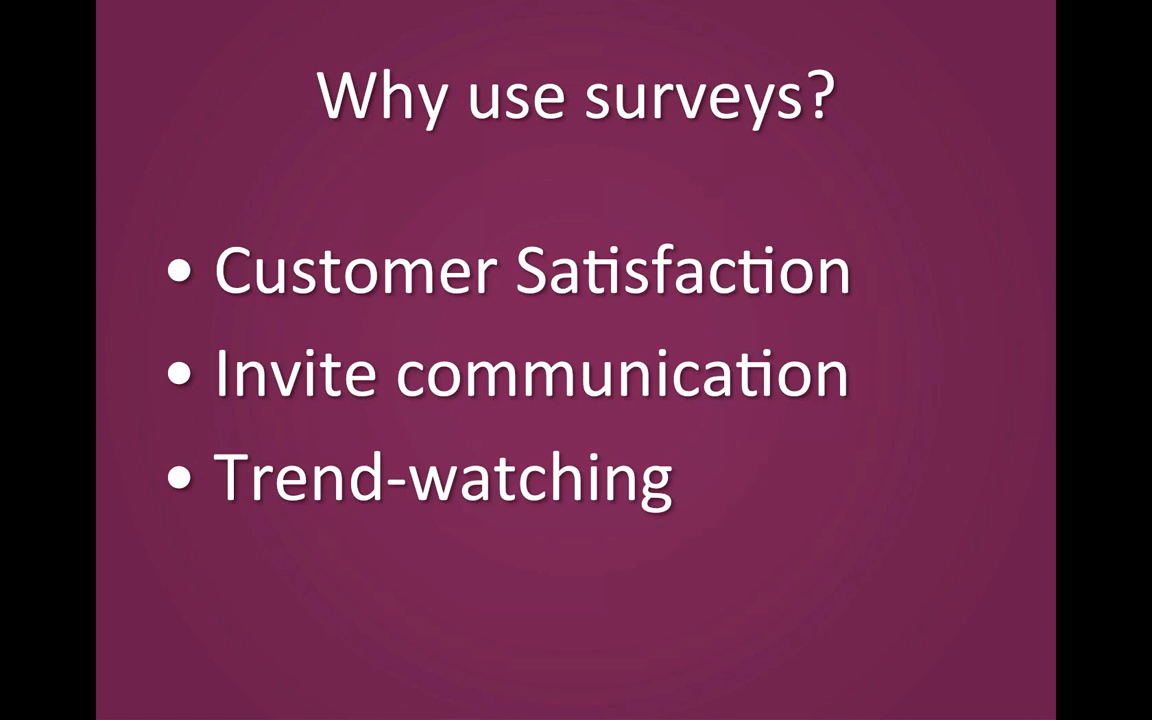 Why use surveys?
• Customer Satisfaction
• Invite communication
• Trend-watching